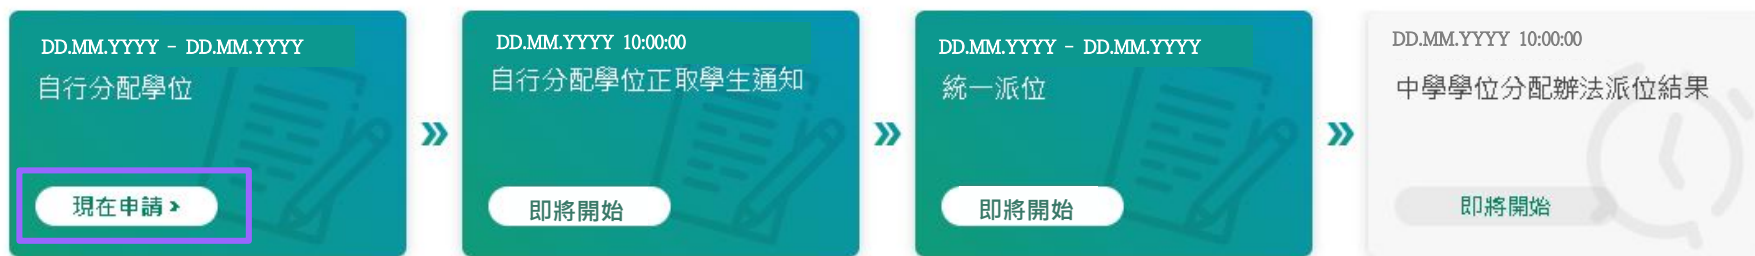 DD.MM.YYYY - DD.MM.YYYY
自行分配學位
現在申請 >
DD.MM.YYYY 10:00:00
自行分配學位正取學生通知
即將開始
DD.MM.YYYY - DD.MM.YYYY
統一派位
即將開始
DD.MM.YYYY 10:00:00
中學學位分配辦法派位結果
即將開始